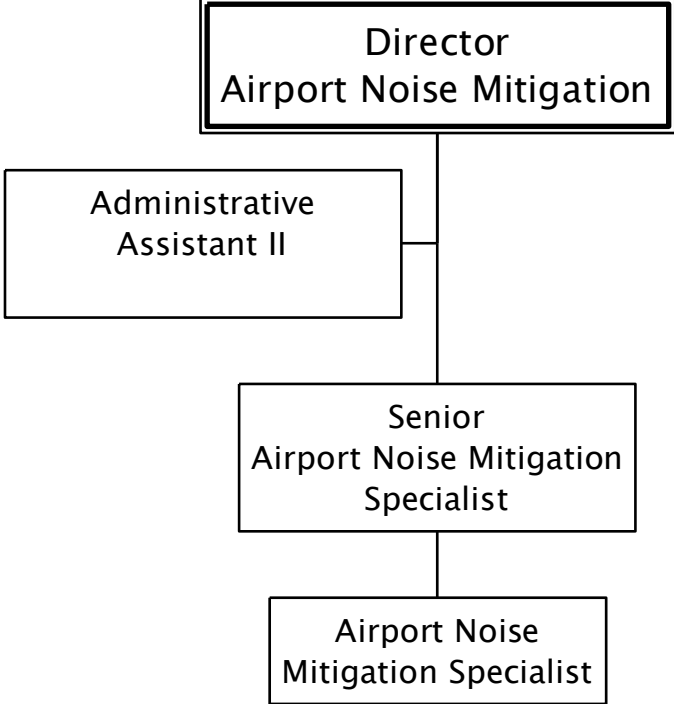 Director
Airport Noise Mitigation
Administrative
Assistant II
Senior
Airport Noise Mitigation
Specialist
Airport Noise
Mitigation Specialist